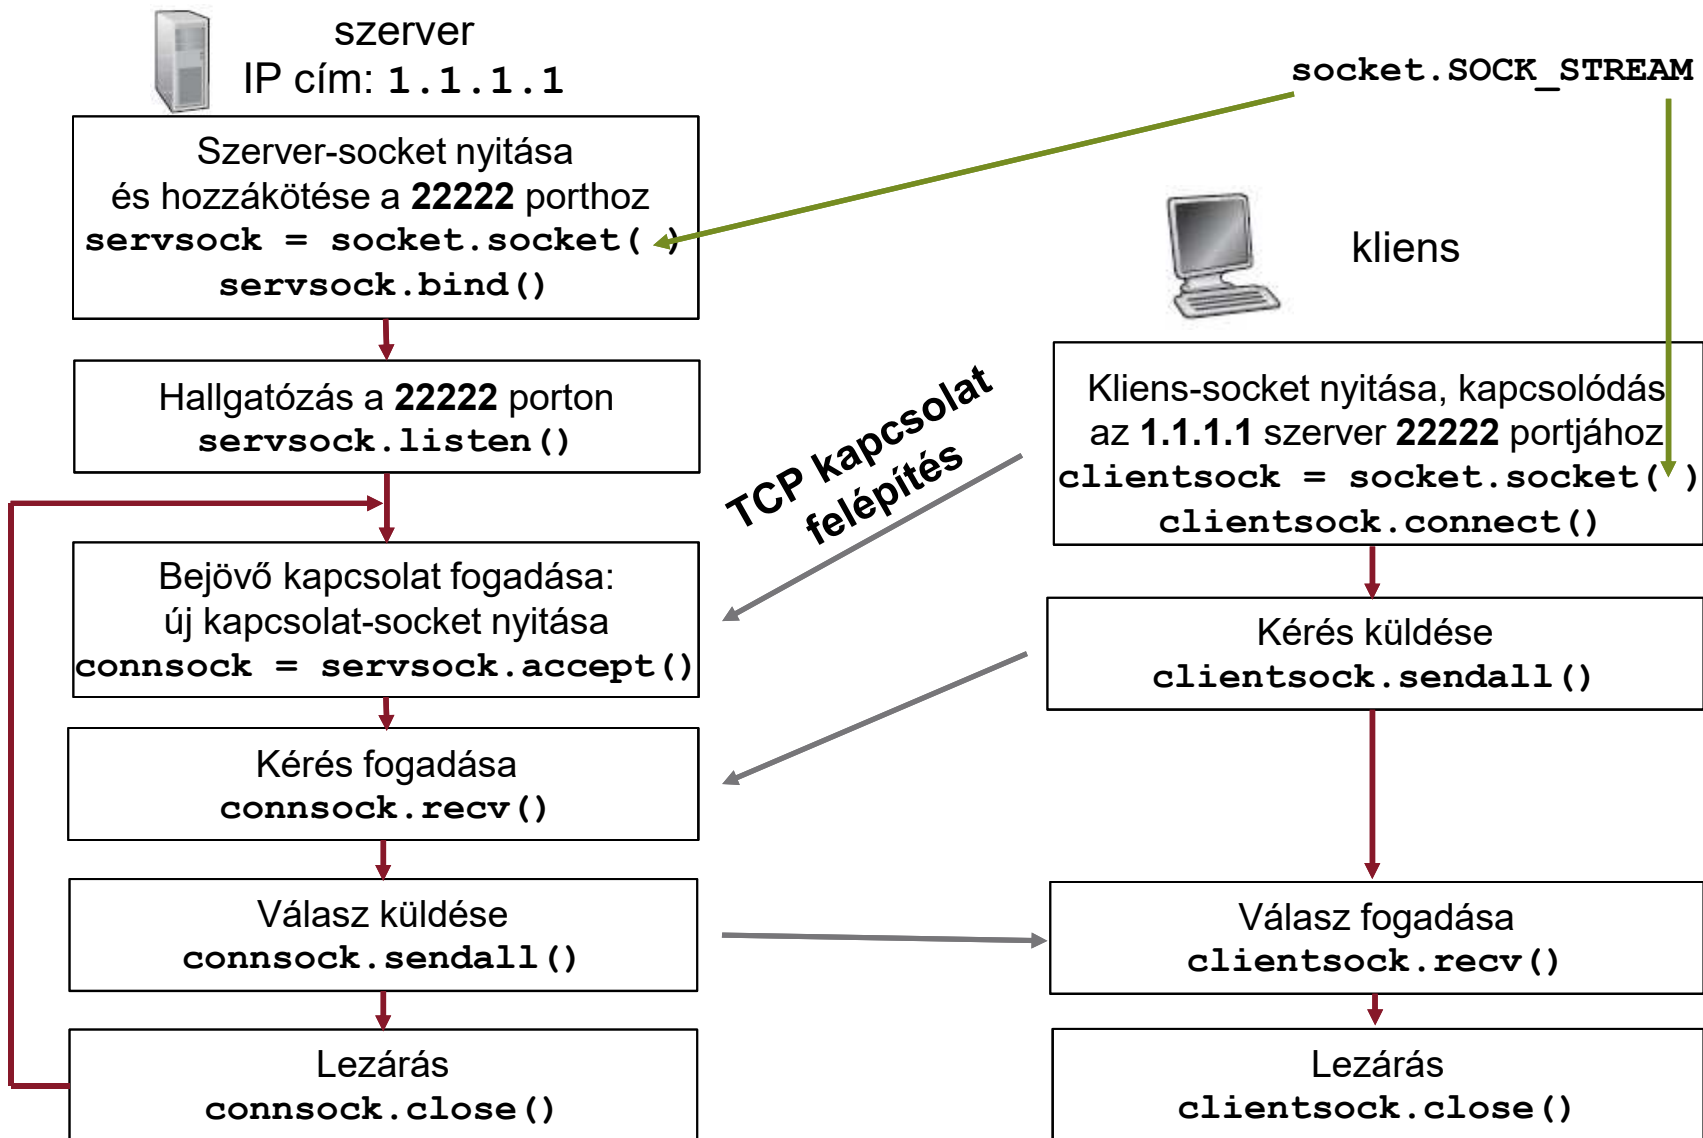 szerver
IP cím: 1.1.1.1
socket.SOCK_STREAM
Szerver-socket nyitása
és hozzákötése a 22222 porthoz
servsock = socket.socket( )
servsock.bind()
kliens
Hallgatózás a 22222 porton
servsock.listen()
TCP kapcsolat
felépítés
Kliens-socket nyitása, kapcsolódás
az 1.1.1.1 szerver 22222 portjához
clientsock = socket.socket( )
clientsock.connect()
Bejövő kapcsolat fogadása:
új kapcsolat-socket nyitása
connsock = servsock.accept()
Kérés küldése
clientsock.sendall()
Kérés fogadása
connsock.recv()
Válasz küldése
connsock.sendall()
Válasz fogadása
clientsock.recv()
Lezárás
connsock.close()
Lezárás
clientsock.close()